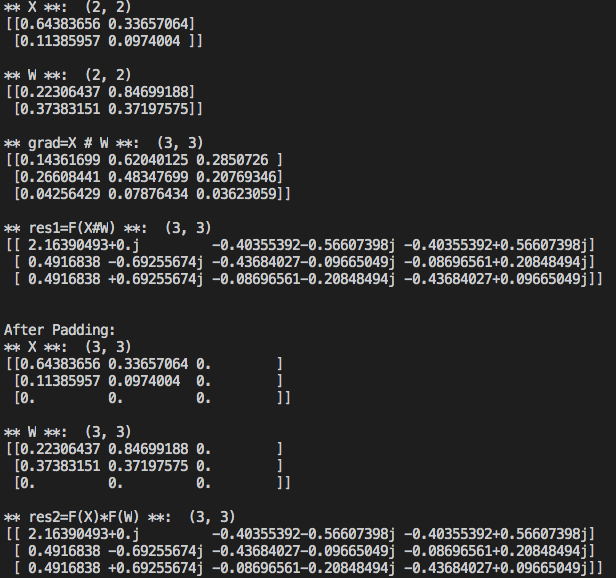 ** X **:  (2, 2)
[[0.64383656 0.33657064]
 [0.11385957 0.0974004 ]]

** W **:  (2, 2)
[[0.22306437 0.84699188]
 [0.37383151 0.37197575]]

** grad=X # W **:  (3, 3)
[[0.14361699 0.62040125 0.2850726 ]
 [0.26608441 0.48347699 0.20769346]
 [0.04256429 0.07876434 0.03623059]]

** res1=F(X#W) **:  (3, 3)
[[ 2.16390493+0.j         -0.40355392-0.56607398j -0.40355392+0.56607398j]
 [ 0.4916838 -0.69255674j -0.43684027-0.09665049j -0.08696561+0.20848494j]
 [ 0.4916838 +0.69255674j -0.08696561-0.20848494j -0.43684027+0.09665049j]]


After Padding:
** X **:  (3, 3)
[[0.64383656 0.33657064 0.        ]
 [0.11385957 0.0974004  0.        ]
 [0.         0.         0.        ]]

** W **:  (3, 3)
[[0.22306437 0.84699188 0.        ]
 [0.37383151 0.37197575 0.        ]
 [0.         0.         0.        ]]

** res2=F(X)*F(W) **:  (3, 3)
[[ 2.16390493+0.j         -0.40355392-0.56607398j -0.40355392+0.56607398j]
 [ 0.4916838 -0.69255674j -0.43684027-0.09665049j -0.08696561+0.20848494j]
 [ 0.4916838 +0.69255674j -0.08696561-0.20848494j -0.43684027+0.09665049j]]